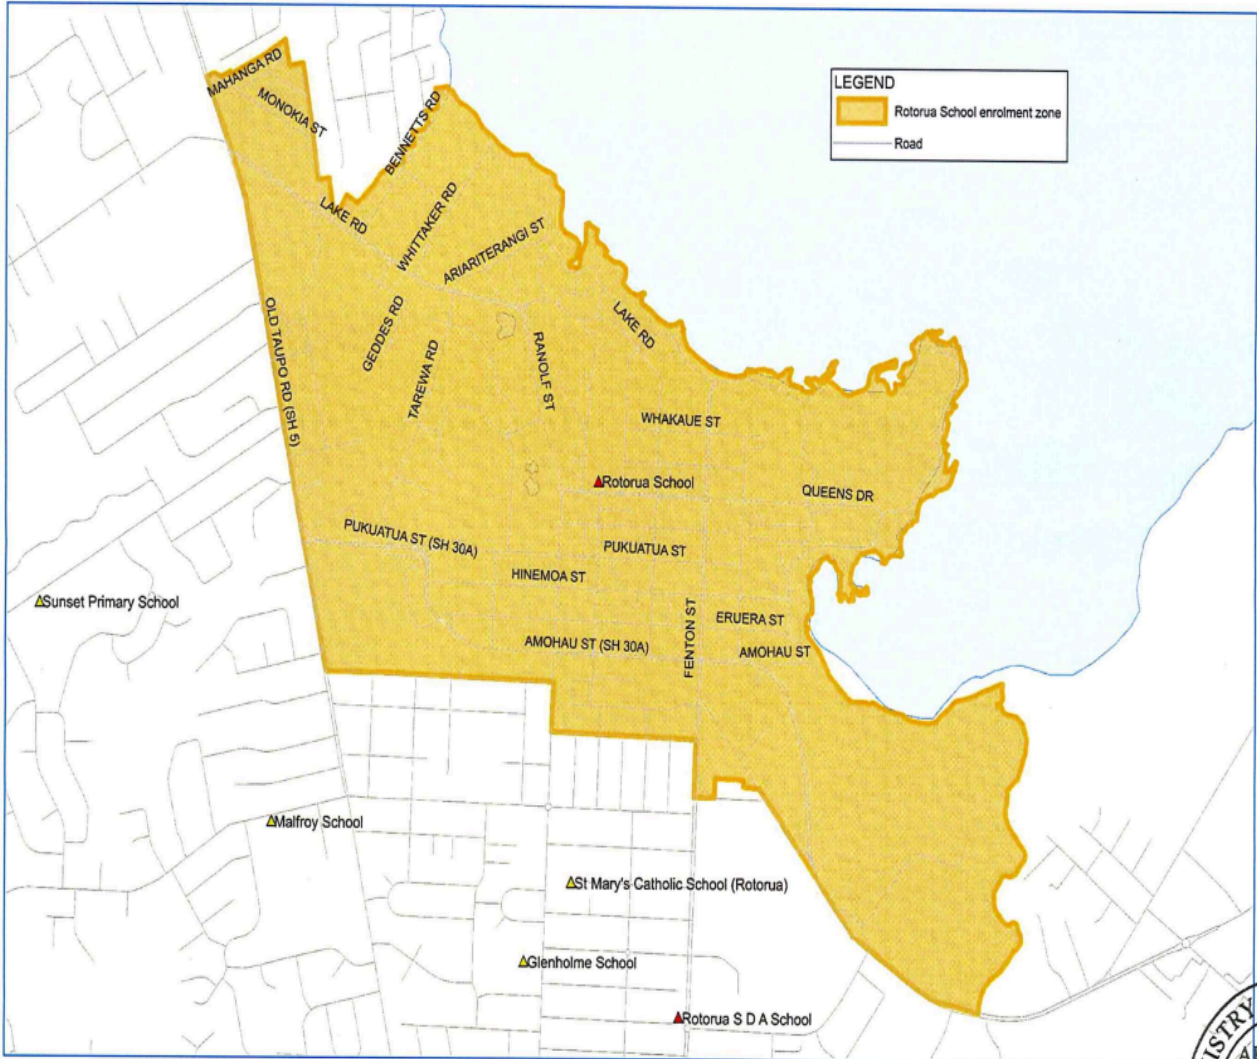 LEGEND
Rotorua School enrolment zone
Road
MAHANGA RD
MONOKIA ST
BENNETTS RD
LAKE RD
WHITTAKER RD
ARIARITERANGI ST
OLD TAUPO RD (SH 5)
GEDDES RD
TAREWA RD
RANOLF ST
LAKE RD
WHAKAUE ST
Rotorua School
QUEENS DR
PUKUATUA ST (SH 30A)
PUKUATUA ST
HINEMOA ST
Sunset Primary School
FENTON ST
ERUERA ST
AMOHAU ST (SH 30A)
AMOHAU ST
Malfroy School
St Mary's Catholic School (Rotorua)
Glenholme School
Rotorua S D A School